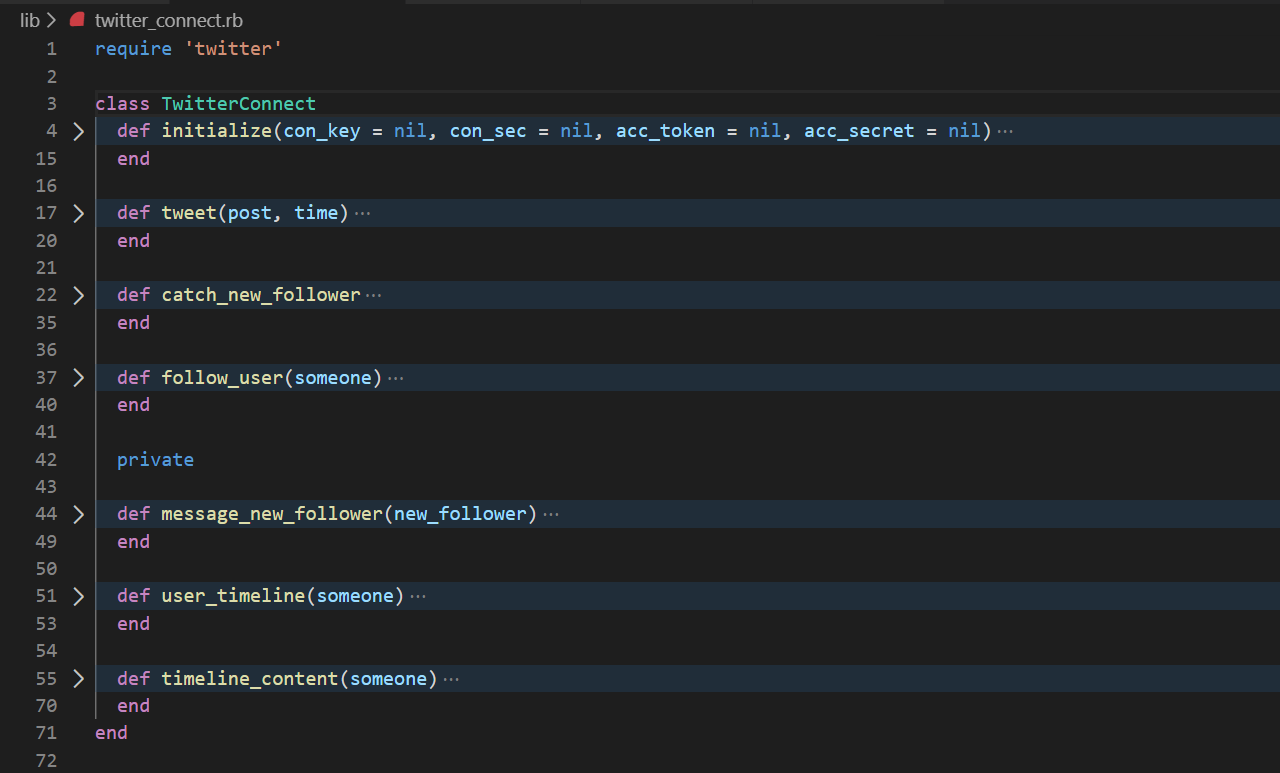 lib > twitter_connect.rb
1 require 'twitter'
2
3 class TwitterConnect
4 def initialize(con_key = nil, con_sec = nil, acc_token = nil, acc_secret = nil)···
15 end
16
17 def tweet(post, time)···
20 end
21
22 def catch_new_follower···
35 end
36
37 def follow_user(someone)···
40 end
41
42 private
43
44 def message_new_follower(new_follower)···
49 end
50
51 def user_timeline(someone)···
53 end
54
55 def timeline_content(someone)···
70 end
71 end
72